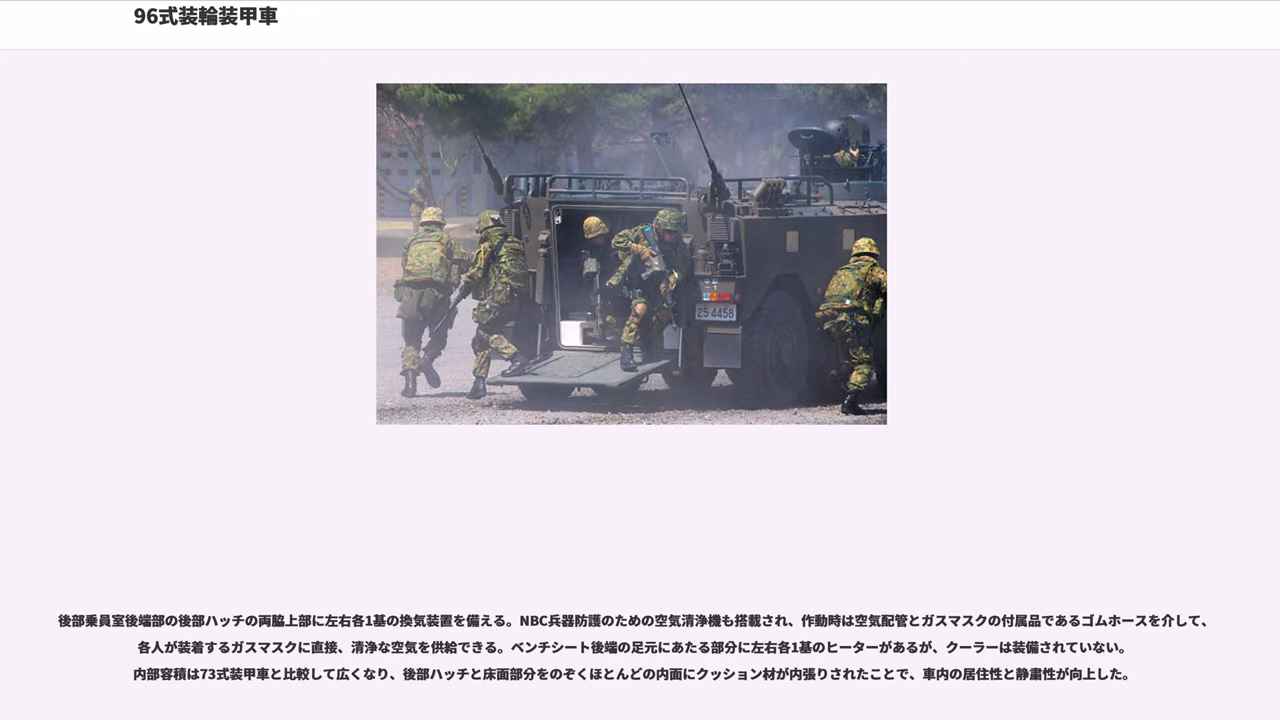 96式装輪装甲車
25-4458
後部乗員室後端部の後部ハッチの両脇上部に左右各1基の換気装置を備える。NBC兵器防護のための空気清浄機も搭載され、作動時は空気配管とガスマスクの付属品であるゴムホースを介して、
各人が装着するガスマスクに直接、清浄な空気を供給できる。ベンチシート後端の足元にあたる部分に左右各1基のヒーターがあるが、クーラーは装備されていない。
内部容積は73式装甲車と比較して広くなり、後部ハッチと床面部分をのぞくほとんどの内面にクッション材が内張りされたことで、車内の居住性と静粛性が向上した。